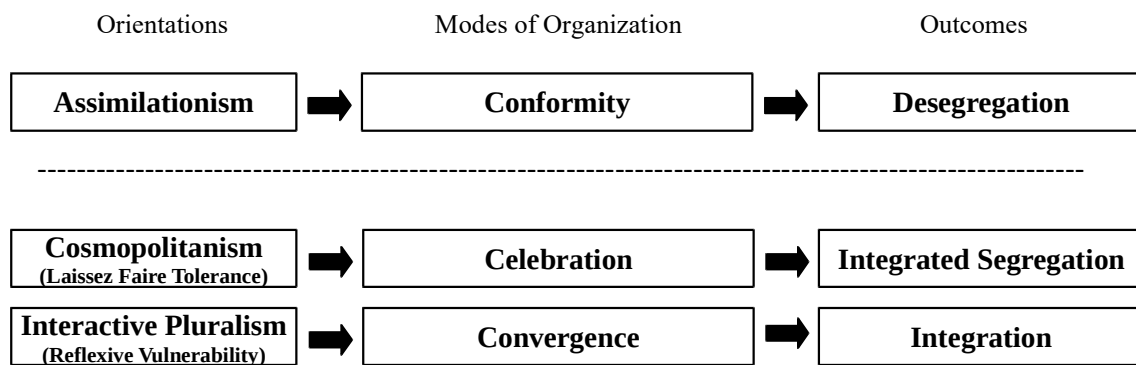 Orientations Modes of Organization Outcomes
Assimilationism Conformity Desegregation
Cosmopolitanism
(Laissez Faire Tolerance)
Celebration Integrated Segregation
Interactive Pluralism
(Reflexive Vulnerability)
Convergence Integration